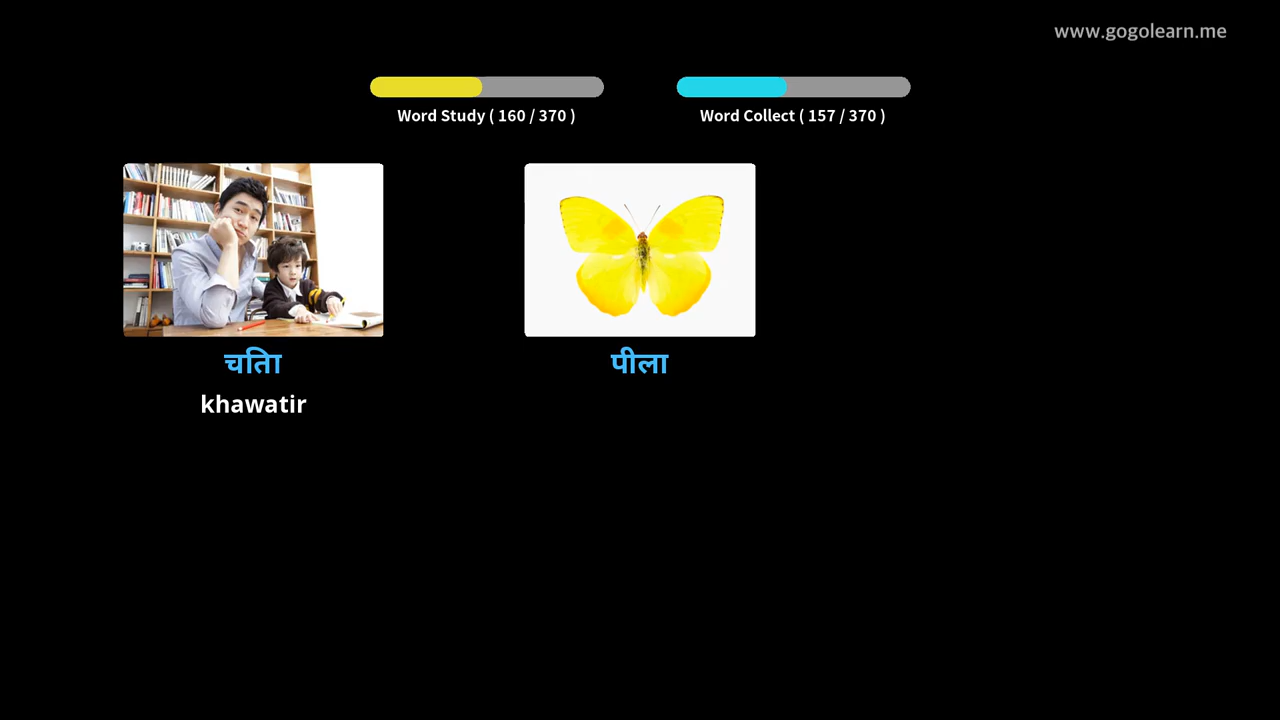 www.gogolearn.me
Word Study ( 160 / 370 )
Word Collect ( 157 / 370 )
चिता
पीला
khawatir